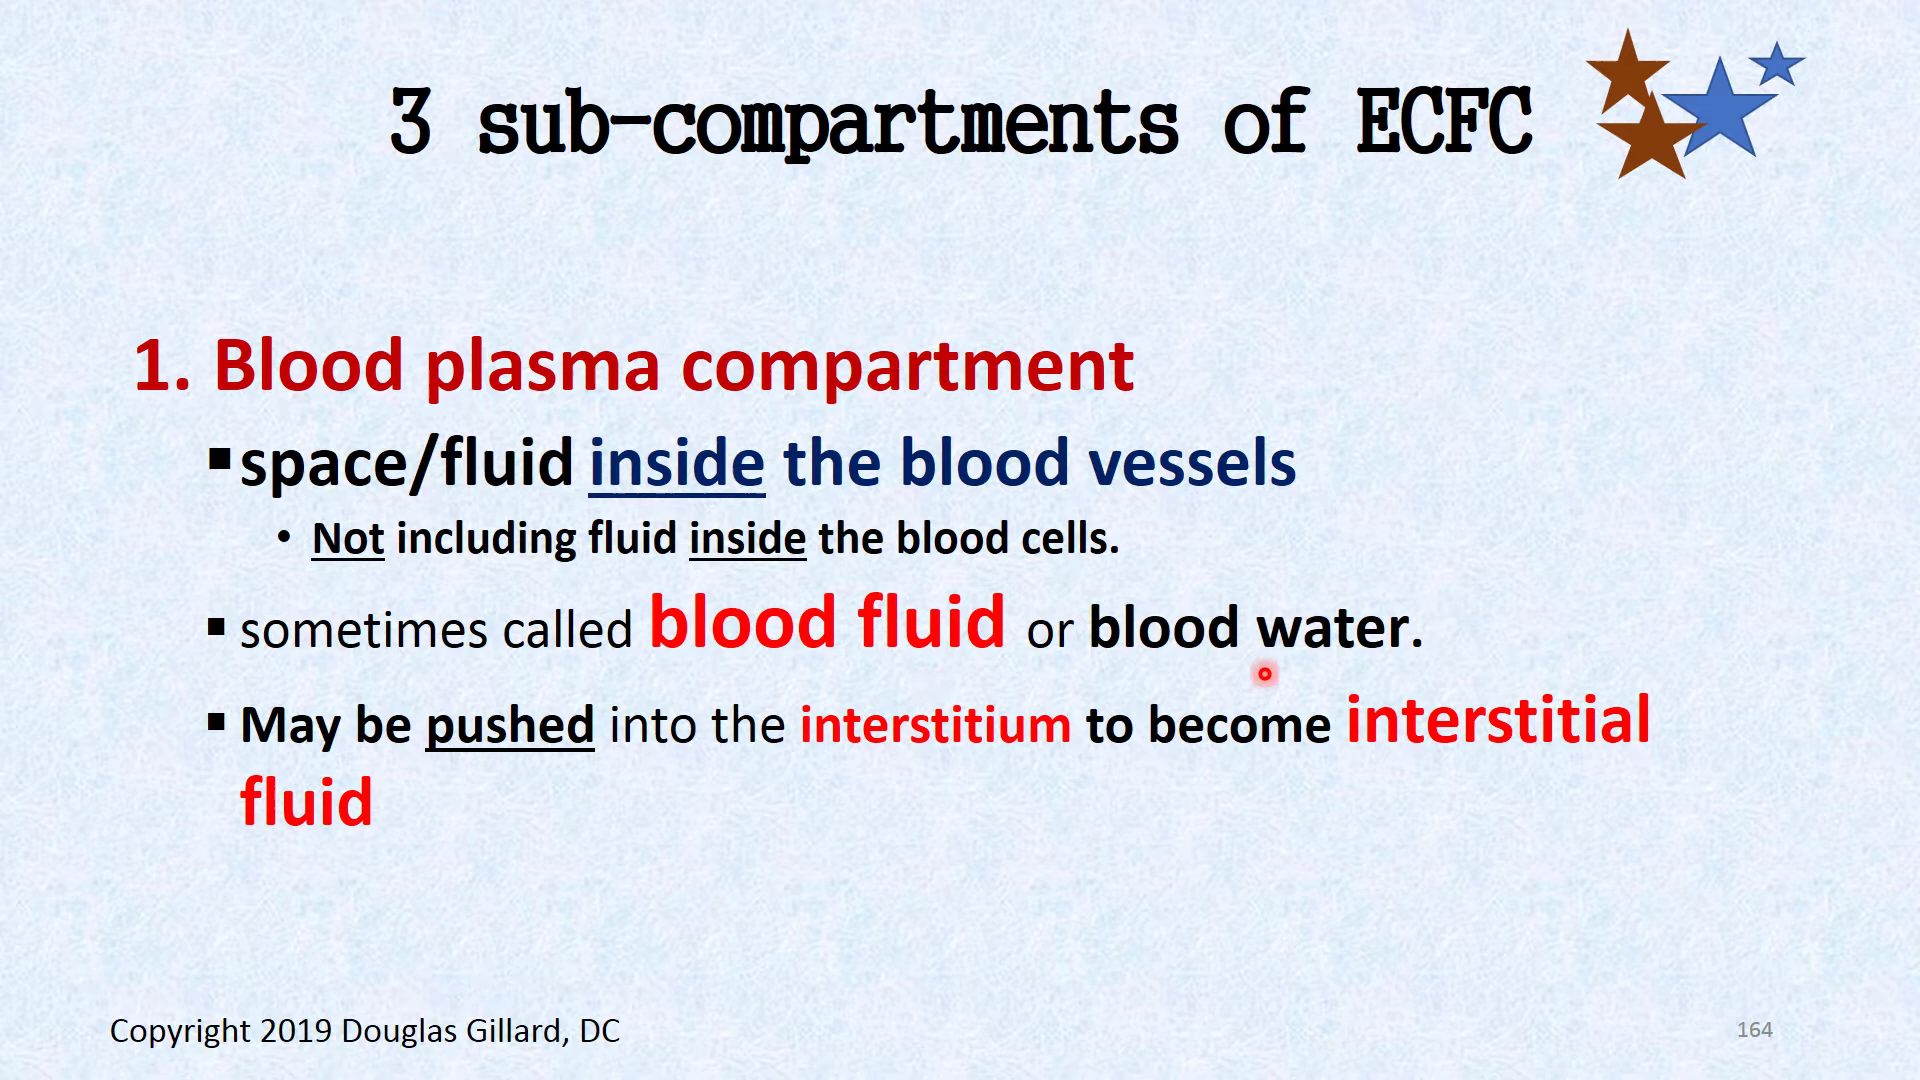 3 sub-compartments of ECFC
1. Blood plasma compartment
▪ space/fluid inside the blood vessels
• Not including fluid inside the blood cells.
▪ sometimes called blood fluid or blood water.
▪ May be pushed into the interstitium to become interstitial
fluid
Copyright 2019 Douglas Gillard, DC
164